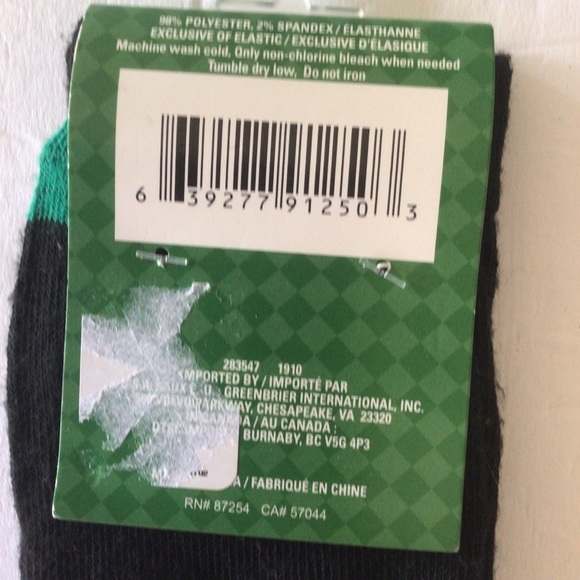 98% POLYESTER, 2% SPANDEX / ÉLASTHANNE
EXCLUSIVE OF ELASTIC / EXCLUSIVE D'ÉLASIQUE
Machine wash cold, Only non-chlorine bleach when needed
Tumble dry low, Do not iron
6 39277 91250 3
283547 1910
IMPORTED BY / IMPORTÉ PAR
GREENBRIER INTERNATIONAL, INC.
PARKWAY, CHESAPEAKE, VA 23320
/ AU CANADA :
BURNABY, BC V5G 4P3
/ FABRIQUÉ EN CHINE
RN# 87254 CA# 57044